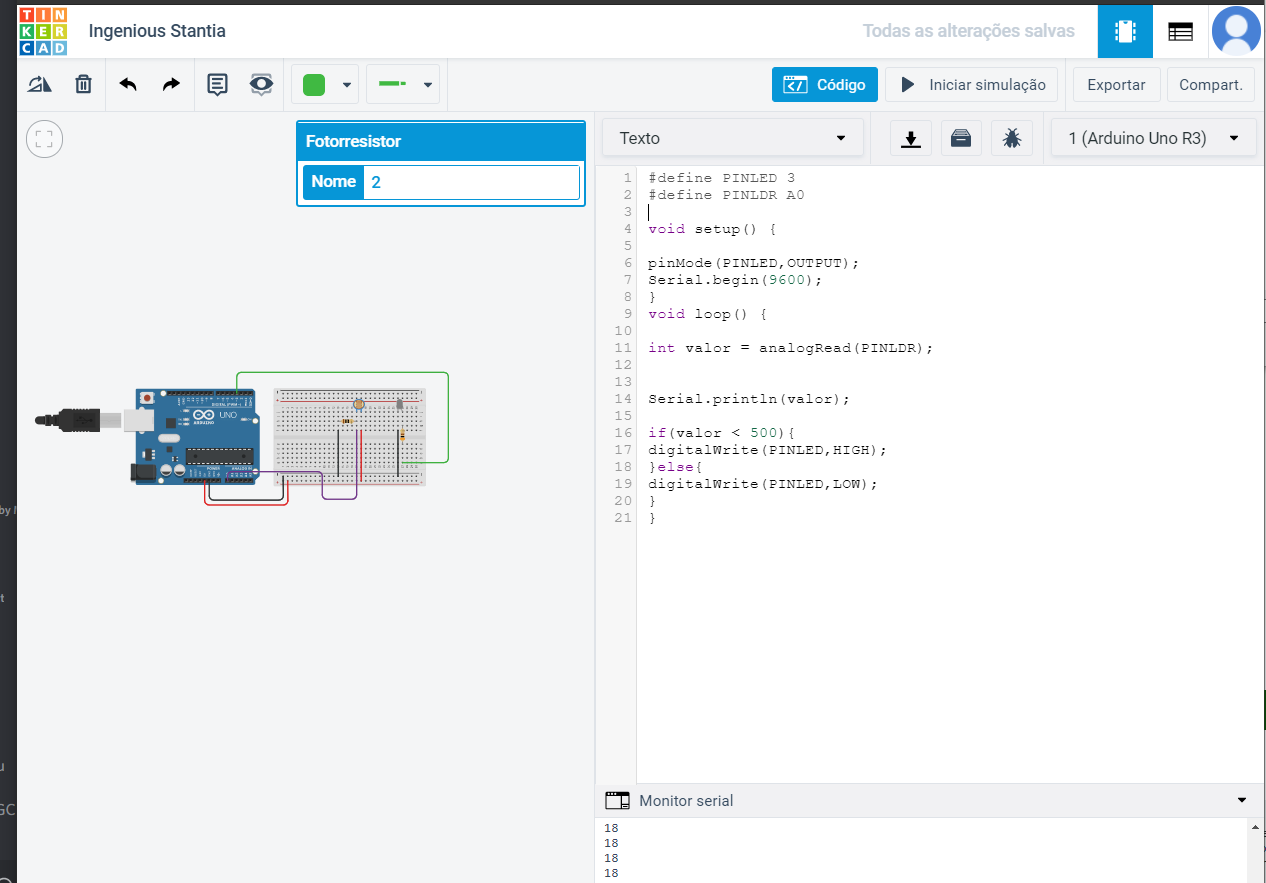 TIN
KER
CAD
Ingenious Stantia
Todas as alterações salvas
Código
Iniciar simulação
Exportar
Compart.
Fotorresistor
Nome 2
Texto
1 (Arduino Uno R3)
1 #define PINLED 3
2 #define PINLDR A0
3
4 void setup() {
5
6 pinMode(PINLED,OUTPUT);
7 Serial.begin(9600);
8 }
9 void loop() {
10
11 int valor = analogRead(PINLDR);
12
13
14 Serial.println(valor);
15
16 if(valor < 500){
17 digitalWrite(PINLED,HIGH);
18 }else{
19 digitalWrite(PINLED,LOW);
20 }
21 }
UNO
ARDUINO
by
t
u
GC
Monitor serial
18
18
18
18